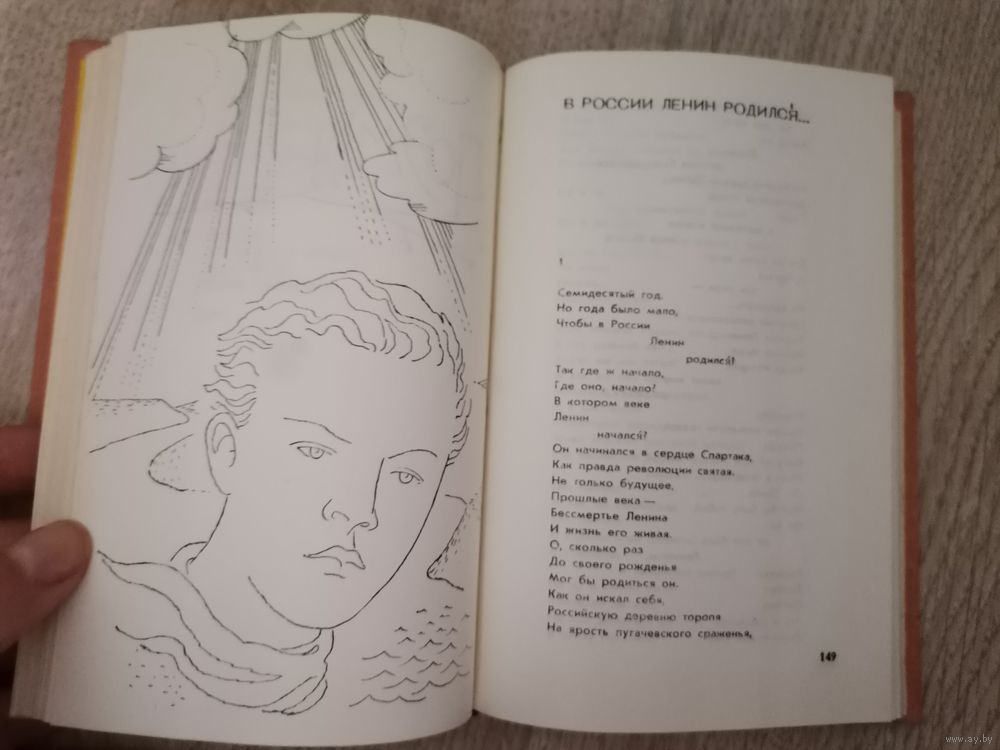 В РОССИИ ЛЕНИН РОДИЛСЯ...
1
Семидесятый год.
Но года было мало,
Чтобы в России
Ленин
родился!
Так где ж начало,
Где оно, начало?
В котором веке
Ленин
начался?
Он начинался в сердце Спартака,
Как правда революции святая.
Не только будущее,
Прошлые века —
Бессмертье Ленина
И жизнь его живая.
О, сколько раз
До своего рожденья
Мог бы родиться он.
Как он искал себя,
Российскую деревню торопя
На ярость пугачевского сраженья,
149
www.ay.by